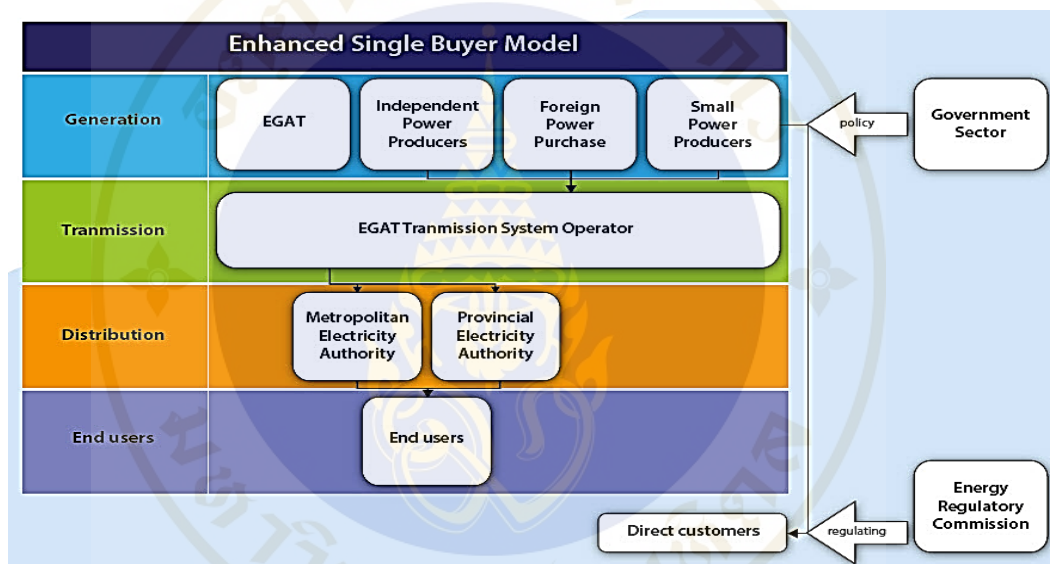 Enhanced Single Buyer Model
Generation
EGAT
Independent
Power
Producers
Foreign
Power
Purchase
Small
Power
Producers
policy
Government
Sector
Tranmission
EGAT Tranmission System Operator
Distribution
Metropolitan
Electricity
Authority
Provincial
Electricity
Authority
End users
End users
Direct customers
regulating
Energy
Regulatory
Commission